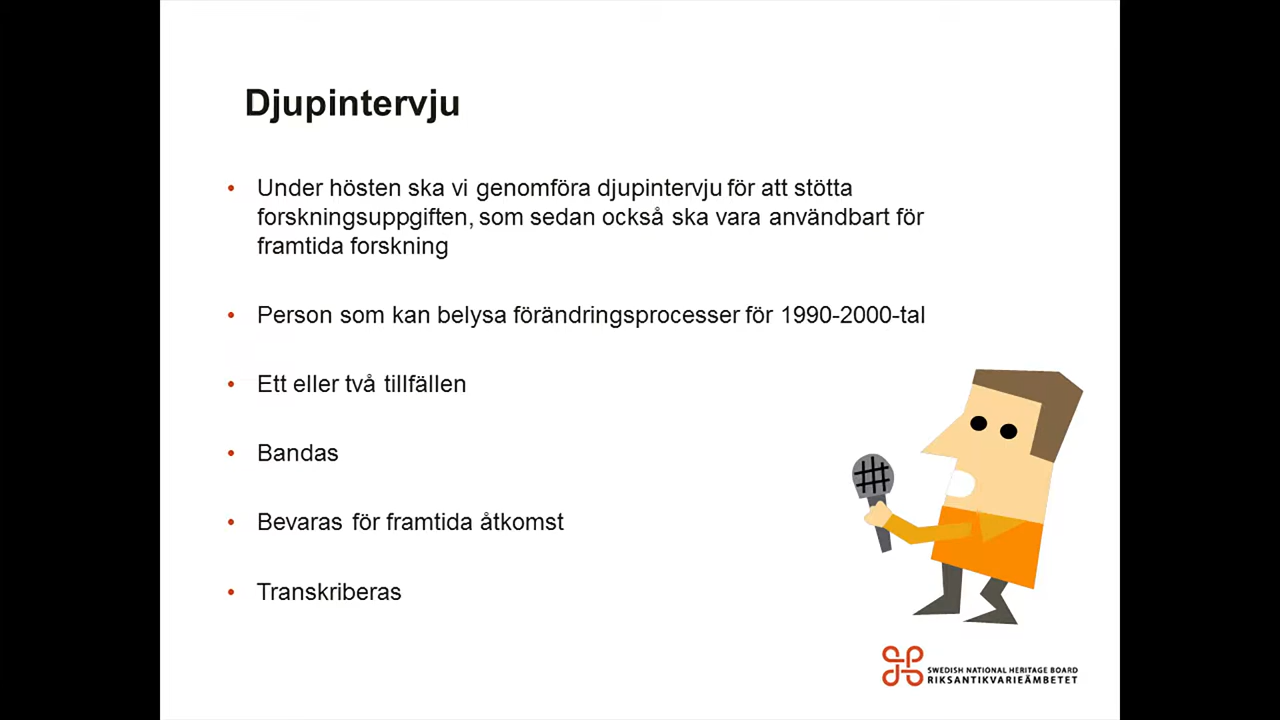 Djupintervju
• Under hösten ska vi genomföra djupintervju för att stötta
forskningsuppgiften, som sedan också ska vara användbart för
framtida forskning
• Person som kan belysa förändringsprocesser för 1990-2000-tal
• Ett eller två tillfällen
• Bandas
• Bevaras för framtida åtkomst
• Transkriberas
SWEDISH NATIONAL HERITAGE BOARD
RIKSANTIKVARIEÄMBETET